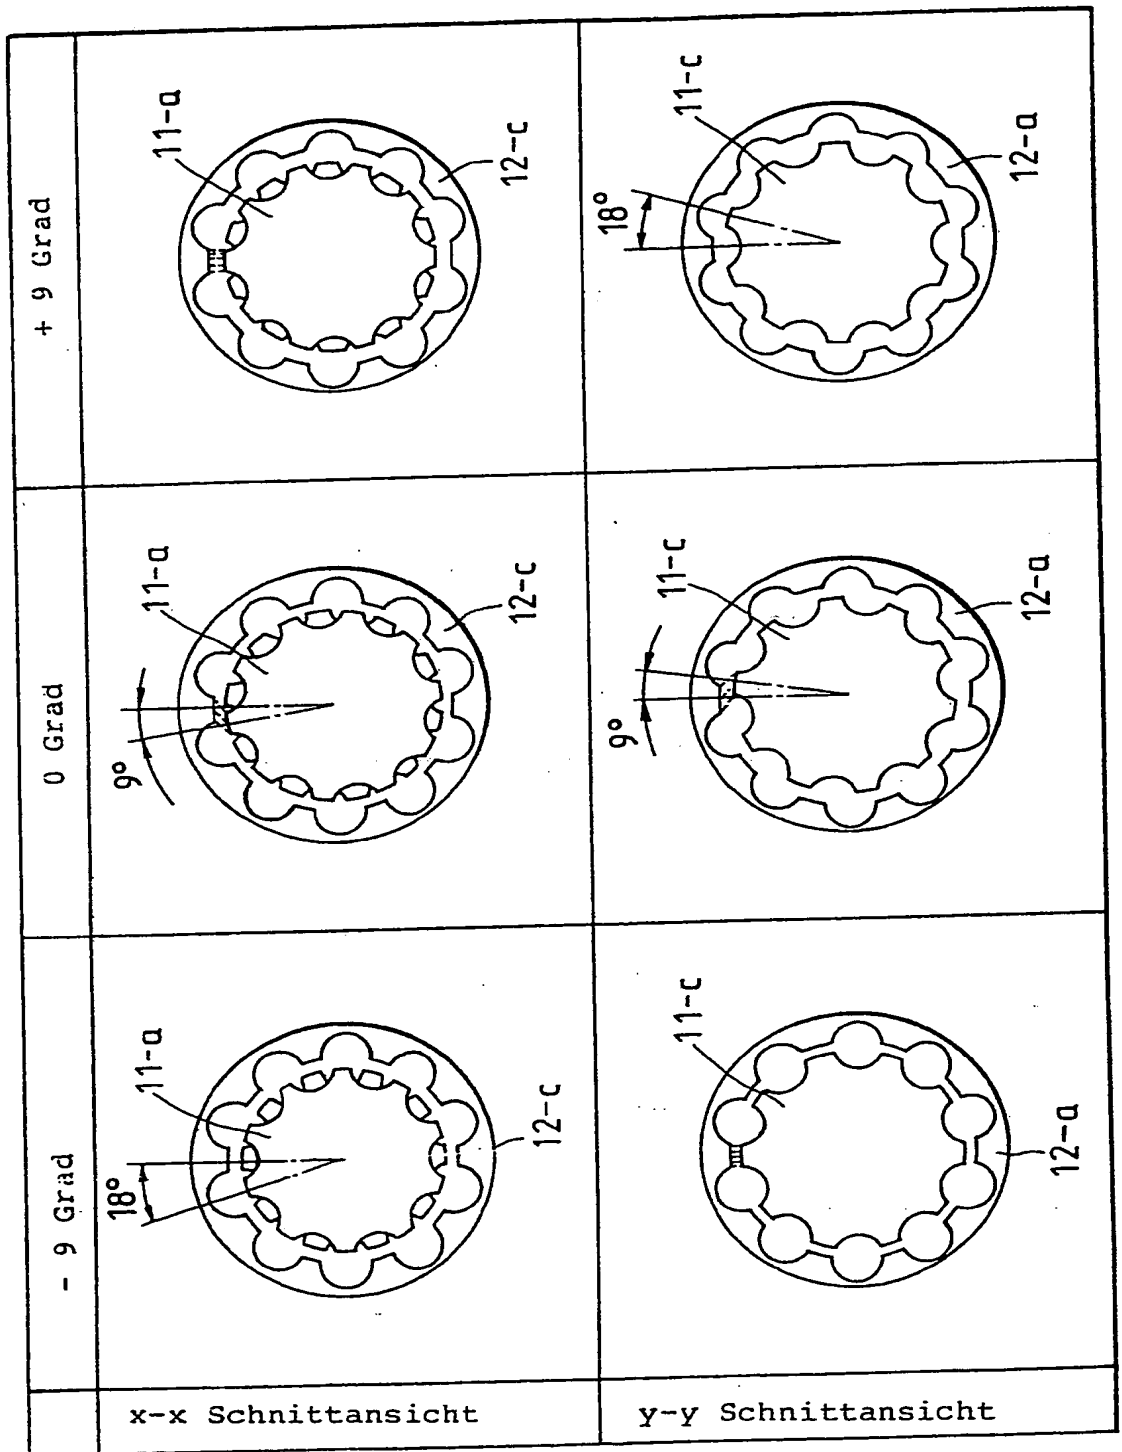 + 9 Grad
11-a
12-c
11-c
18°
12-a
0 Grad
11-a
9°
12-c
11-c
9°
12-a
- 9 Grad
11-a
18°
12-c
11-c
12-a
x-x Schnittansicht
y-y Schnittansicht